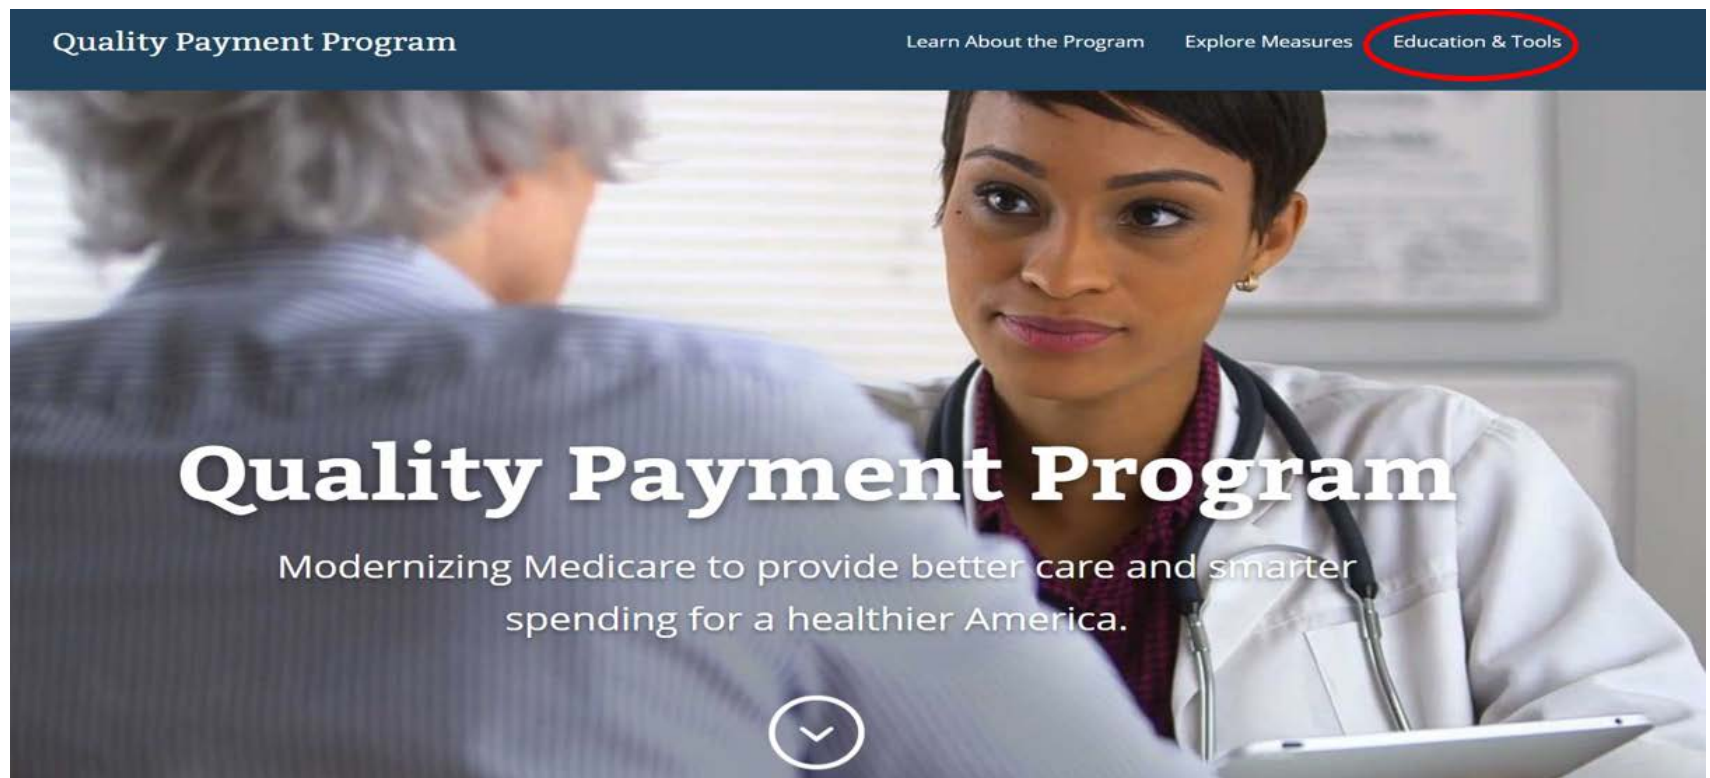 Quality Payment Program
Learn About the Program
Explore Measures
Education & Tools
Quality Payment Program
Modernizing Medicare to provide better care and smarter
spending for a healthier America.